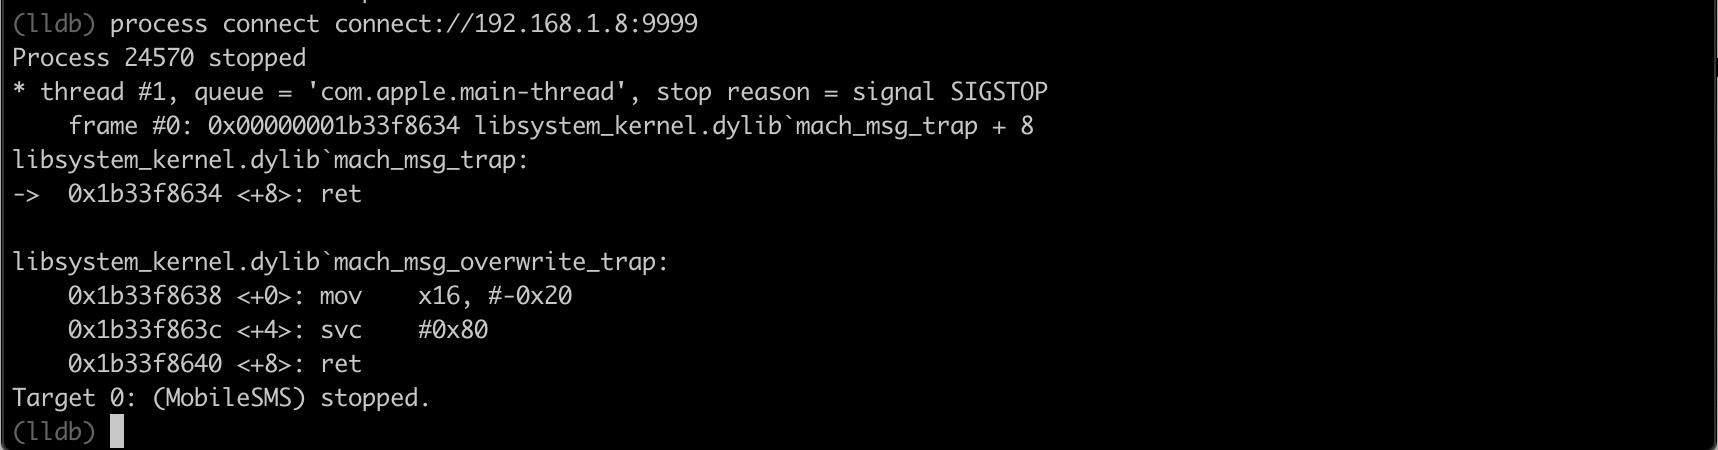 (lldb) process connect connect://192.168.1.8:9999
Process 24570 stopped
* thread #1, queue = 'com.apple.main-thread', stop reason = signal SIGSTOP
    frame #0: 0x00000001b33f8634 libsystem_kernel.dylib`mach_msg_trap + 8
libsystem_kernel.dylib`mach_msg_trap:
->  0x1b33f8634 <+8>: ret
libsystem_kernel.dylib`mach_msg_overwrite_trap:
    0x1b33f8638 <+0>: mov    x16, #-0x20
    0x1b33f863c <+4>: svc    #0x80
    0x1b33f8640 <+8>: ret
Target 0: (MobileSMS) stopped.
(lldb)